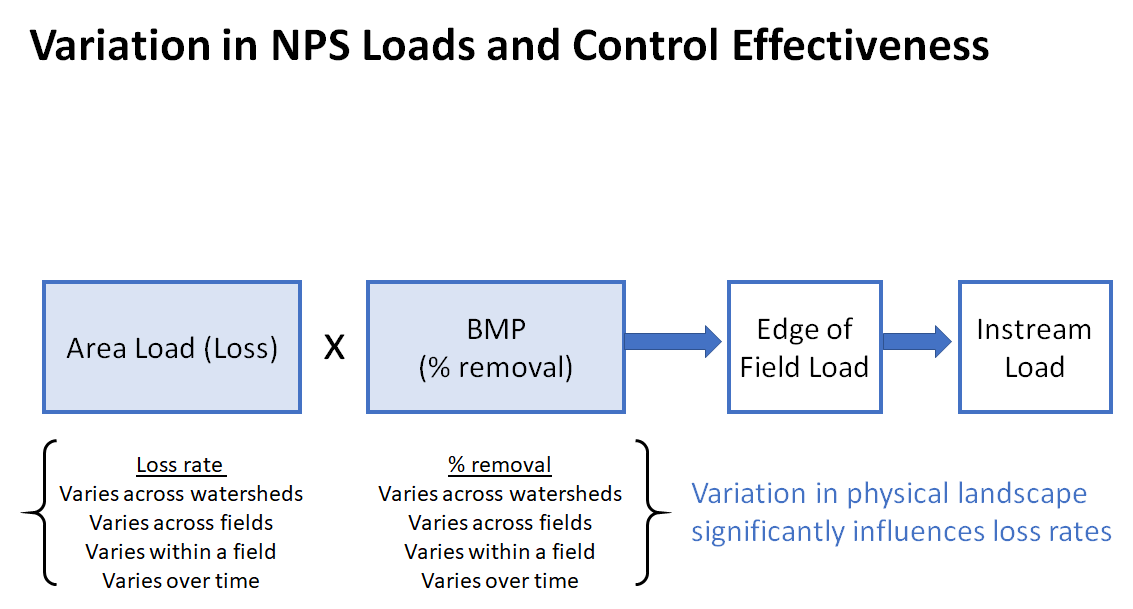 Variation in NPS Loads and Control Effectiveness
Area Load (Loss)
X
BMP
(% removal)
Edge of
Field Load
Instream
Load
Loss rate
Varies across watersheds
Varies across fields
Varies within a field
Varies over time
% removal
Varies across watersheds
Varies across fields
Varies within a field
Varies over time
Variation in physical landscape
significantly influences loss rates